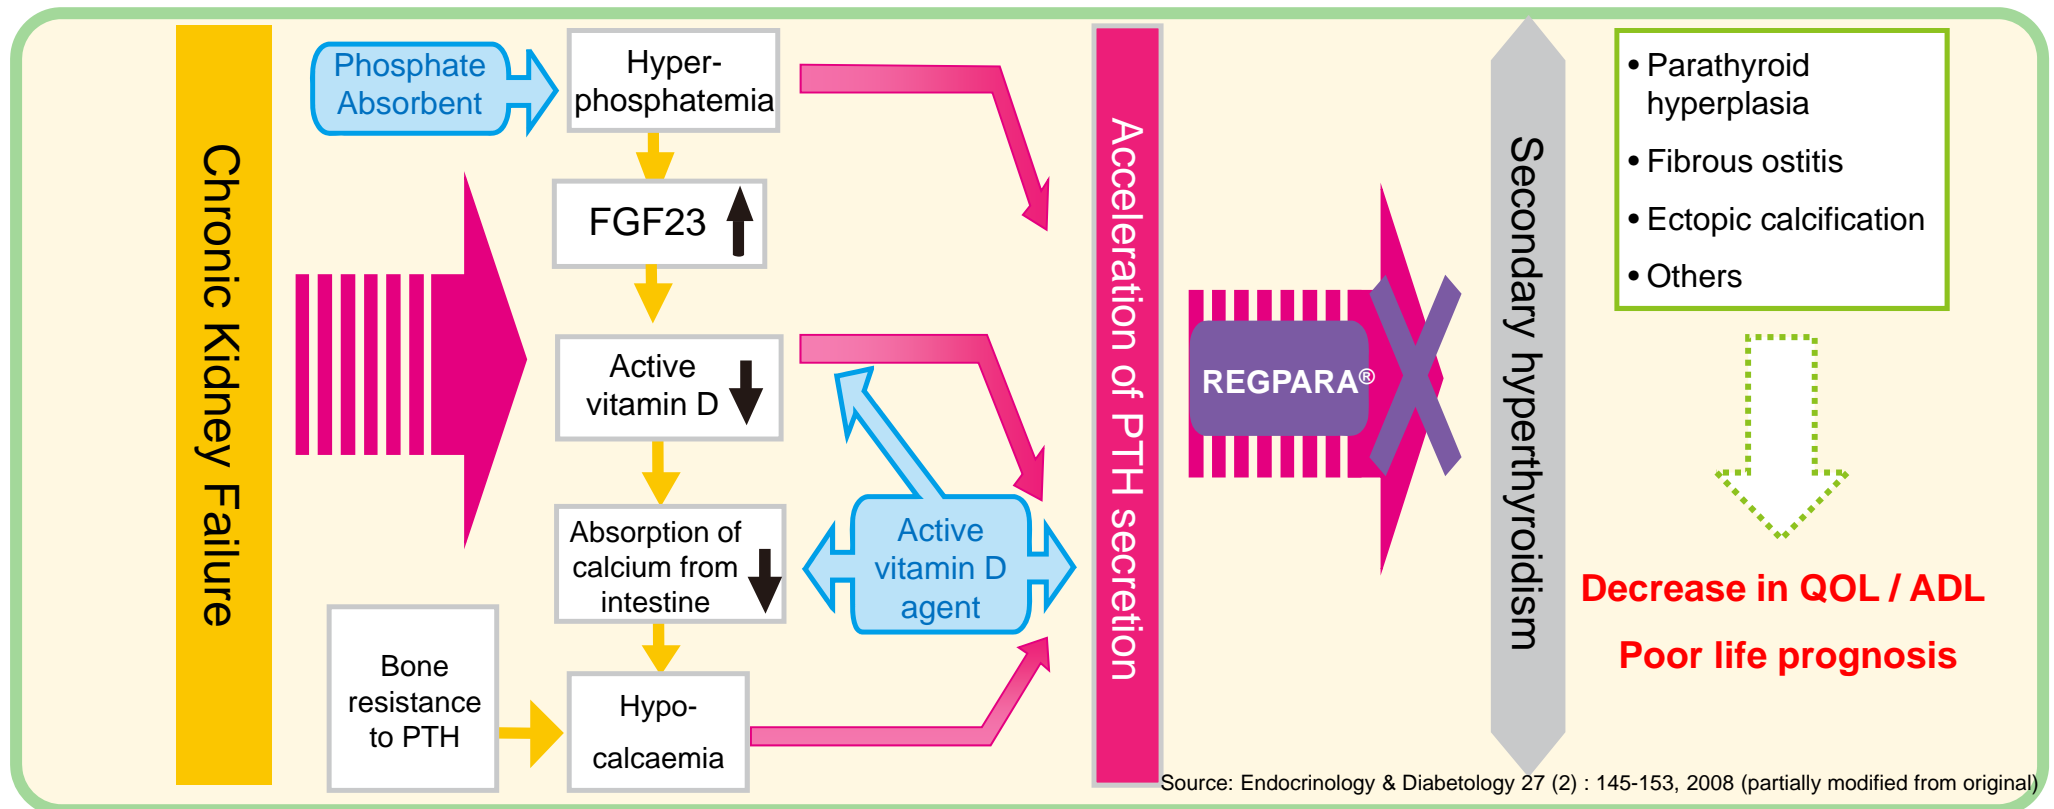 Chronic Kidney Failure
Phosphate
Absorbent
Hyper-
phosphatemia
FGF23
Active
vitamin D
Absorption of
calcium from
intestine
Bone
resistance
to PTH
Hypo-
calcaemia
Active
vitamin D
agent
Acceleration of PTH secretion
REGPARA®
Secondary hyperthyroidism
• Parathyroid
hyperplasia
• Fibrous ostitis
• Ectopic calcification
• Others
Decrease in QOL / ADL
Poor life prognosis
Source: Endocrinology & Diabetology 27 (2) : 145-153, 2008 (partially modified from original)